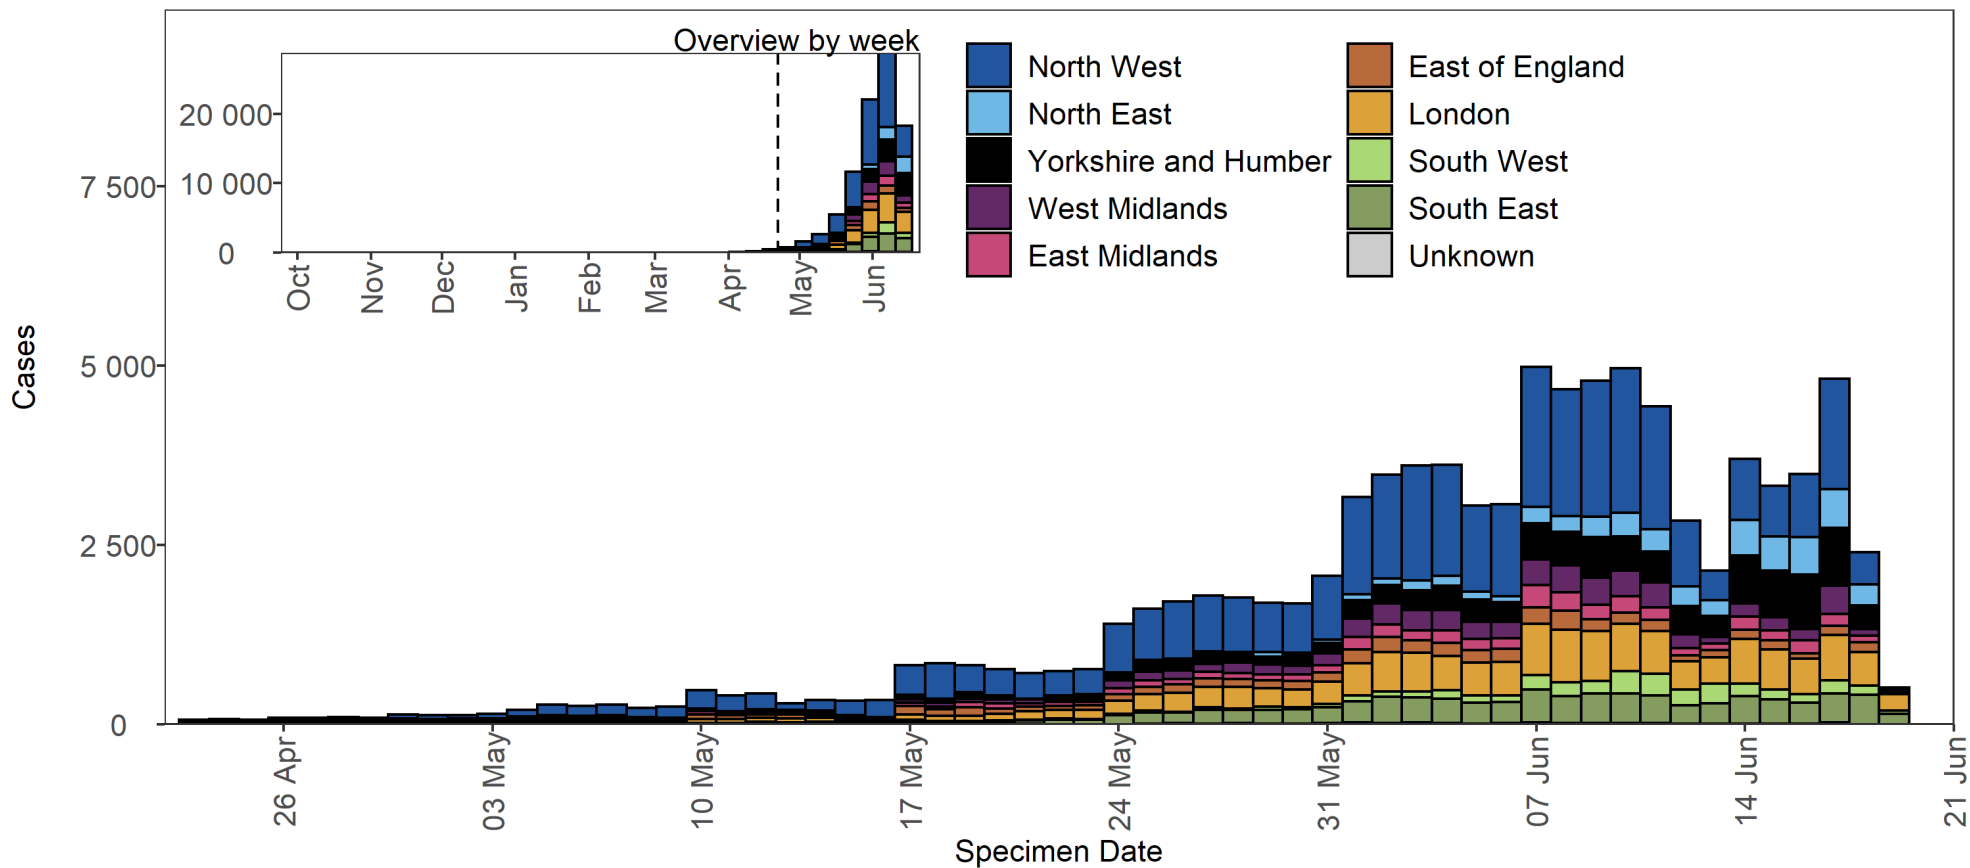 Overview by week
20 000
10 000
0
Oct
Nov
Dec
Jan
Feb
Mar
Apr
May
Jun
North West
North East
Yorkshire and Humber
West Midlands
East Midlands
East of England
London
South West
South East
Unknown
Cases
7 500
5 000
2 500
0
26 Apr
03 May
10 May
17 May
24 May
31 May
07 Jun
14 Jun
21 Jun
Specimen Date